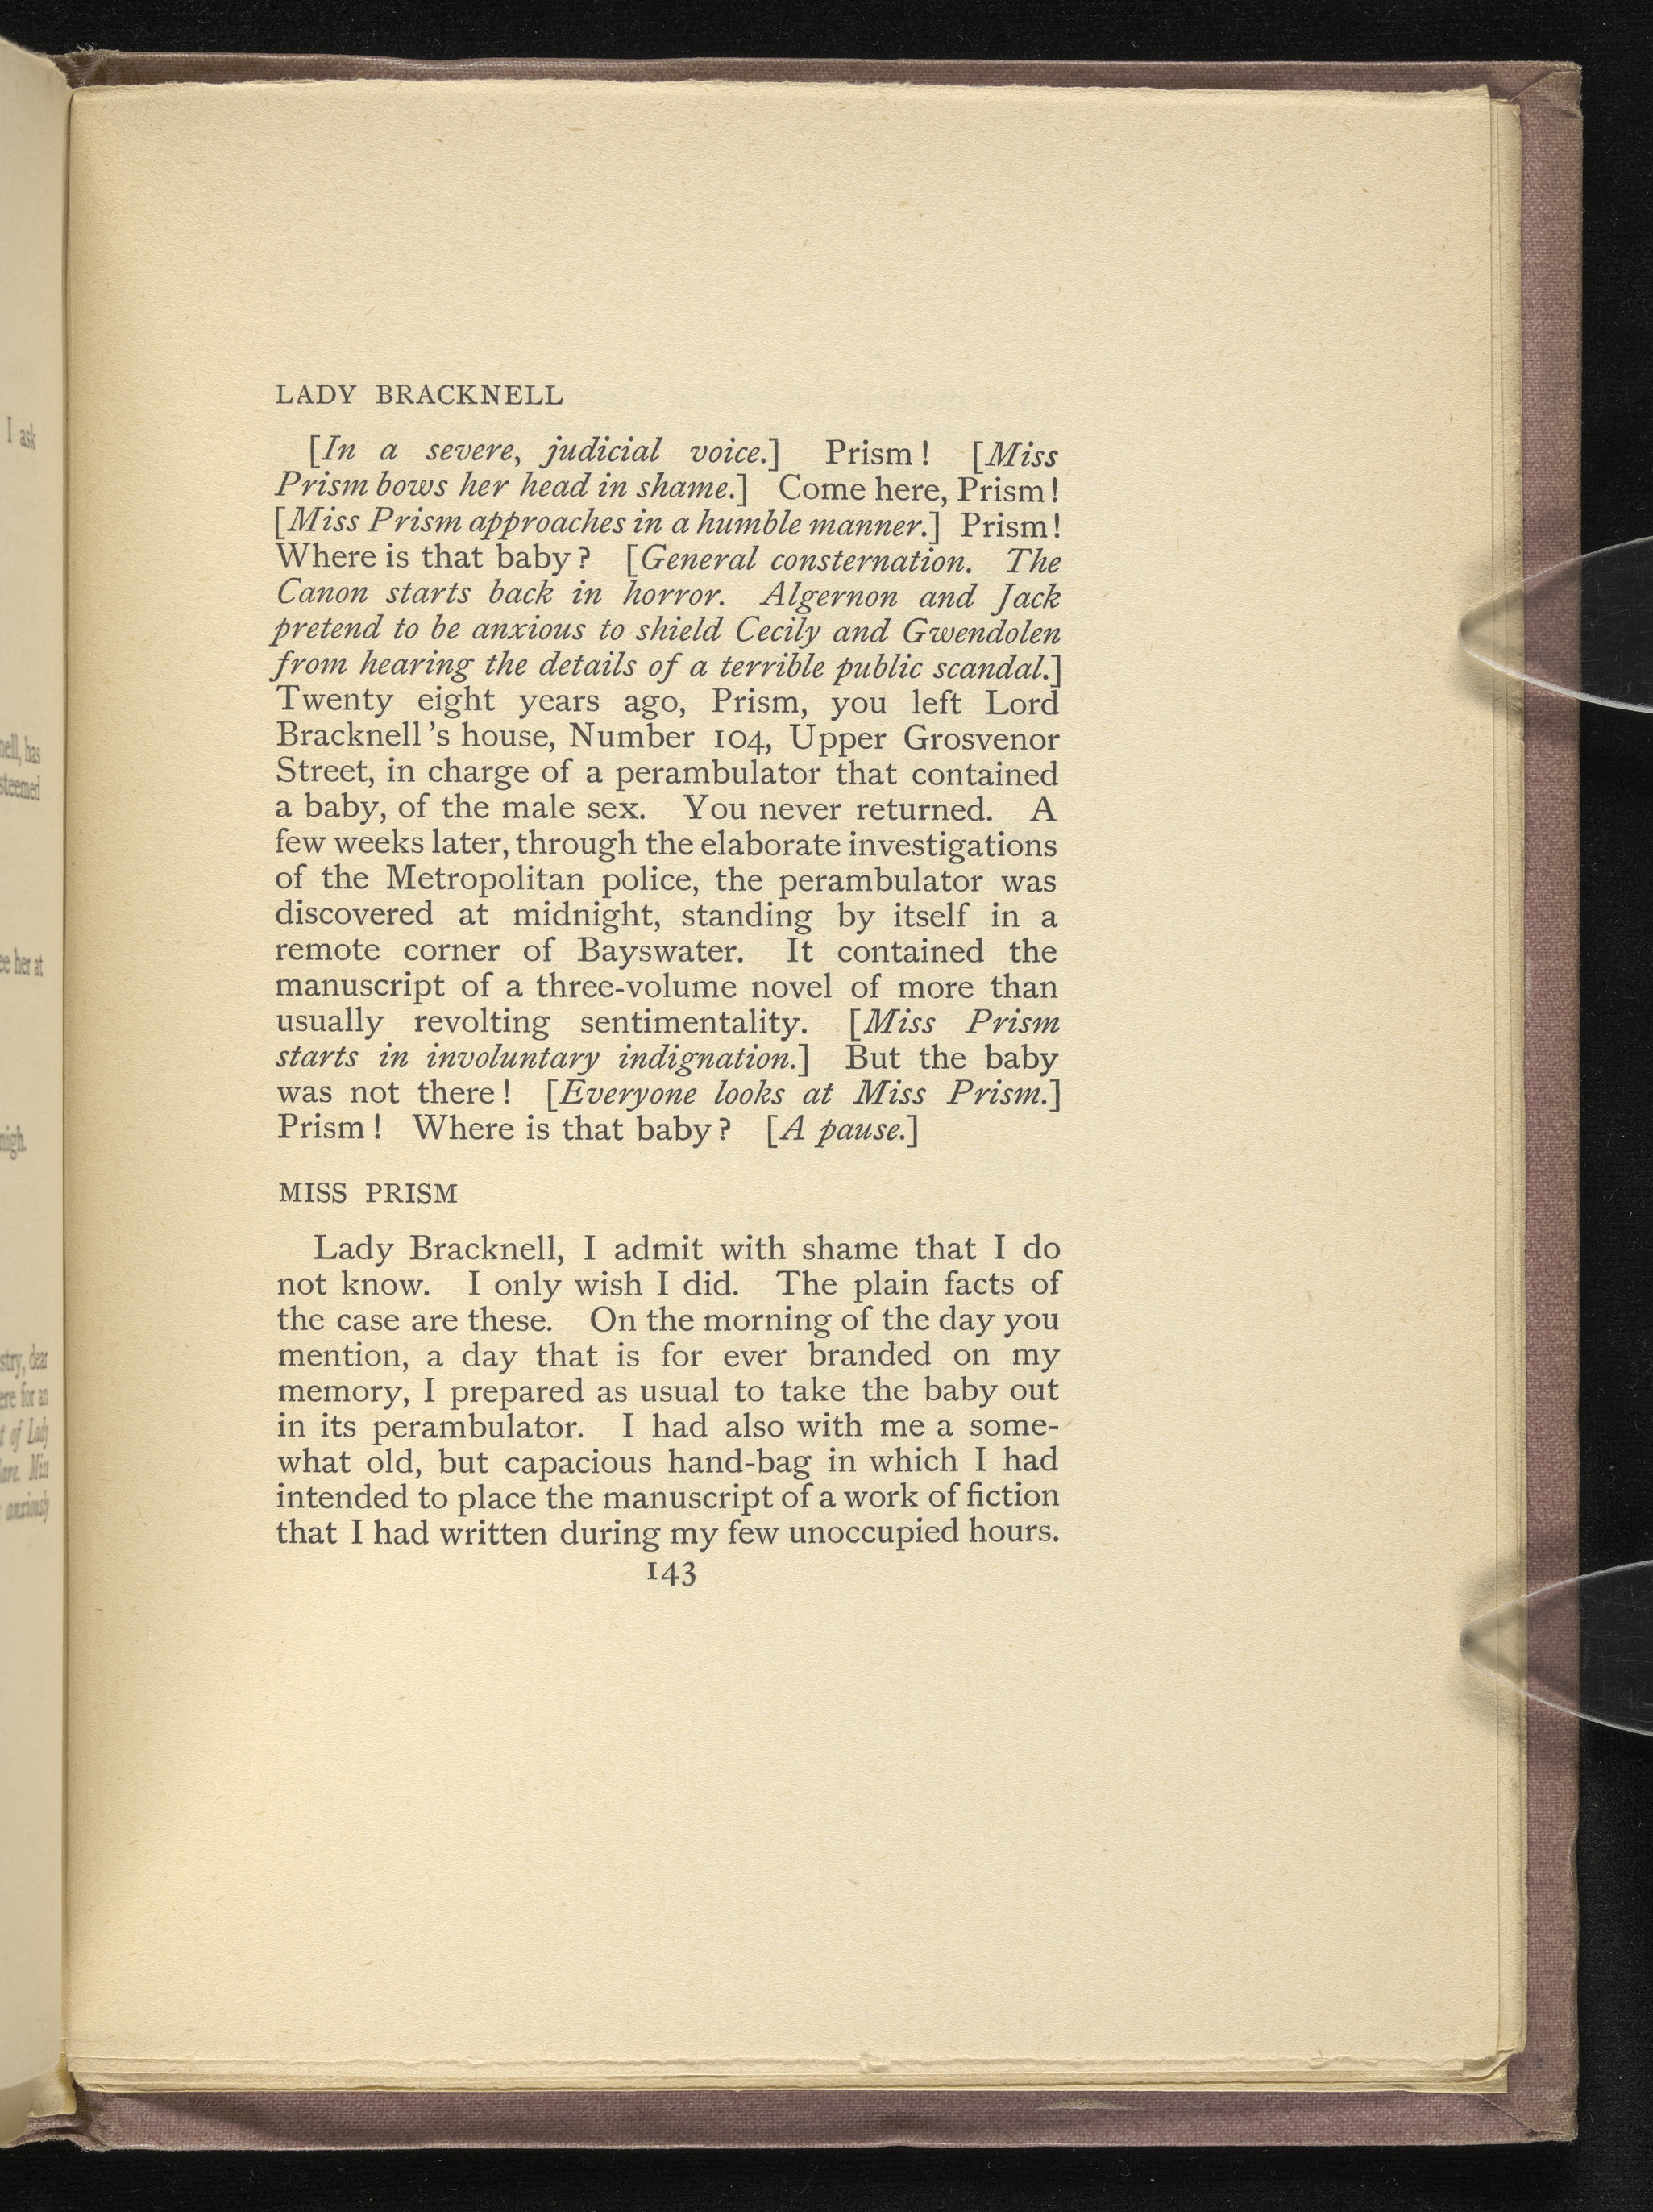 I ask
has
steemed
her at
nigh.
dear
for an
of Lady
Miss
anxiously
LADY BRACKNELL
[In a severe, judicial voice.] Prism! [Miss
Prism bows her head in shame.] Come here, Prism!
[Miss Prism approaches in a humble manner.] Prism!
Where is that baby? [General consternation. The
Canon starts back in horror. Algernon and Jack
pretend to be anxious to shield Cecily and Gwendolen
from hearing the details of a terrible public scandal.]
Twenty eight years ago, Prism, you left Lord
Bracknell's house, Number 104, Upper Grosvenor
Street, in charge of a perambulator that contained
a baby, of the male sex. You never returned. A
few weeks later, through the elaborate investigations
of the Metropolitan police, the perambulator was
discovered at midnight, standing by itself in a
remote corner of Bayswater. It contained the
manuscript of a three-volume novel of more than
usually revolting sentimentality. [Miss Prism
starts in involuntary indignation.] But the baby
was not there! [Everyone looks at Miss Prism.]
Prism! Where is that baby? [A pause.]
MISS PRISM
Lady Bracknell, I admit with shame that I do
not know. I only wish I did. The plain facts of
the case are these. On the morning of the day you
mention, a day that is for ever branded on my
memory, I prepared as usual to take the baby out
in its perambulator. I had also with me a some-
what old, but capacious hand-bag in which I had
intended to place the manuscript of a work of fiction
that I had written during my few unoccupied hours.
143